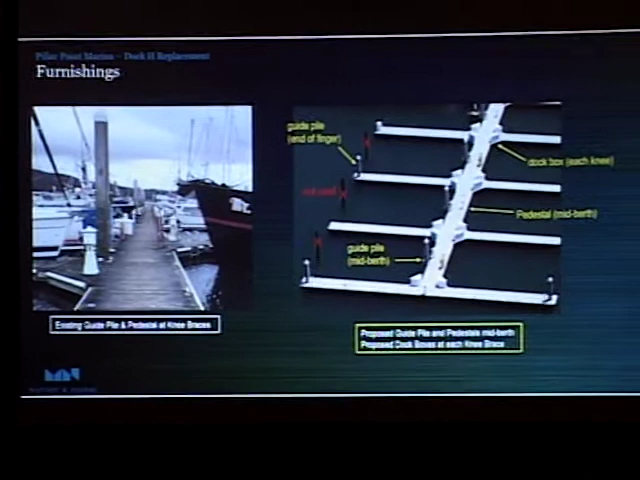 Pillar Point Marina - Dock H Replacement
Furnishings
guide pile
(end of finger)
dock box (each knee)
Pedestal (mid-berth)
guide pile
(mid-berth)
Existing Guide Pile & Pedestal at Knee Braces
Proposed Guide Pile and Pedestals mid-berth
Proposed Dock Boxes at each Knee Brace